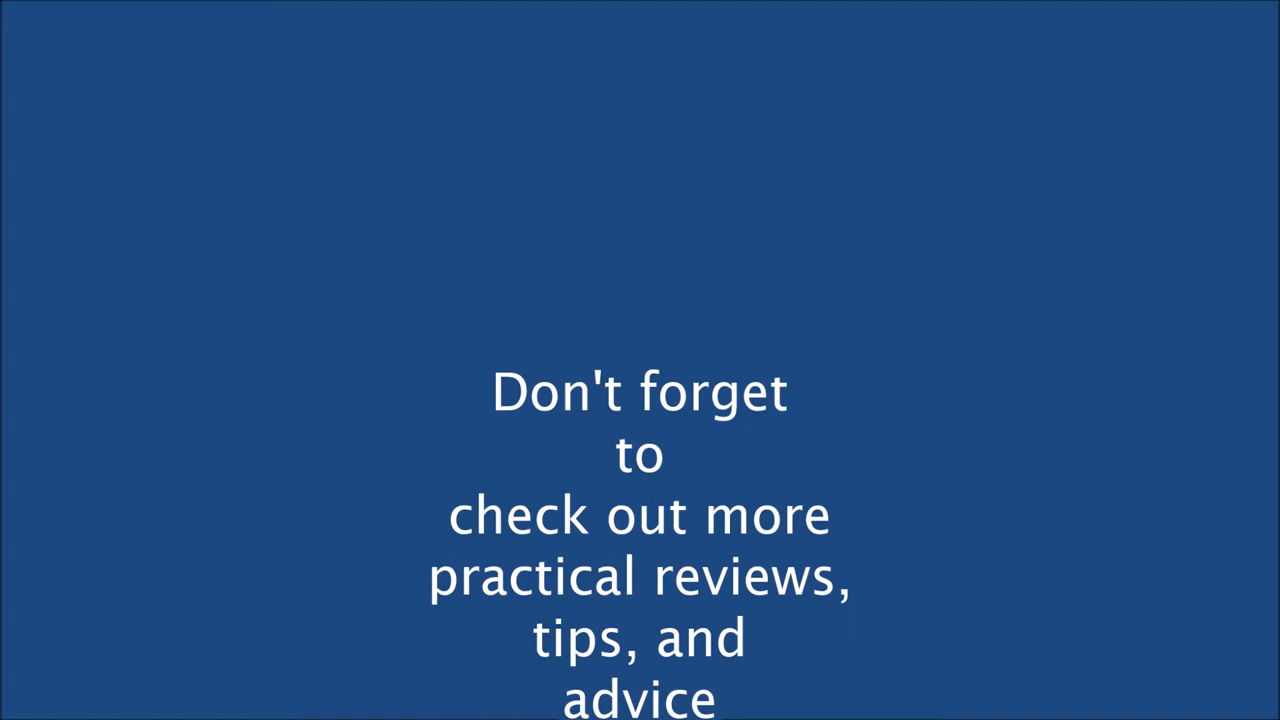 Don't forget
to
check out more
practical reviews,
tips, and
advice